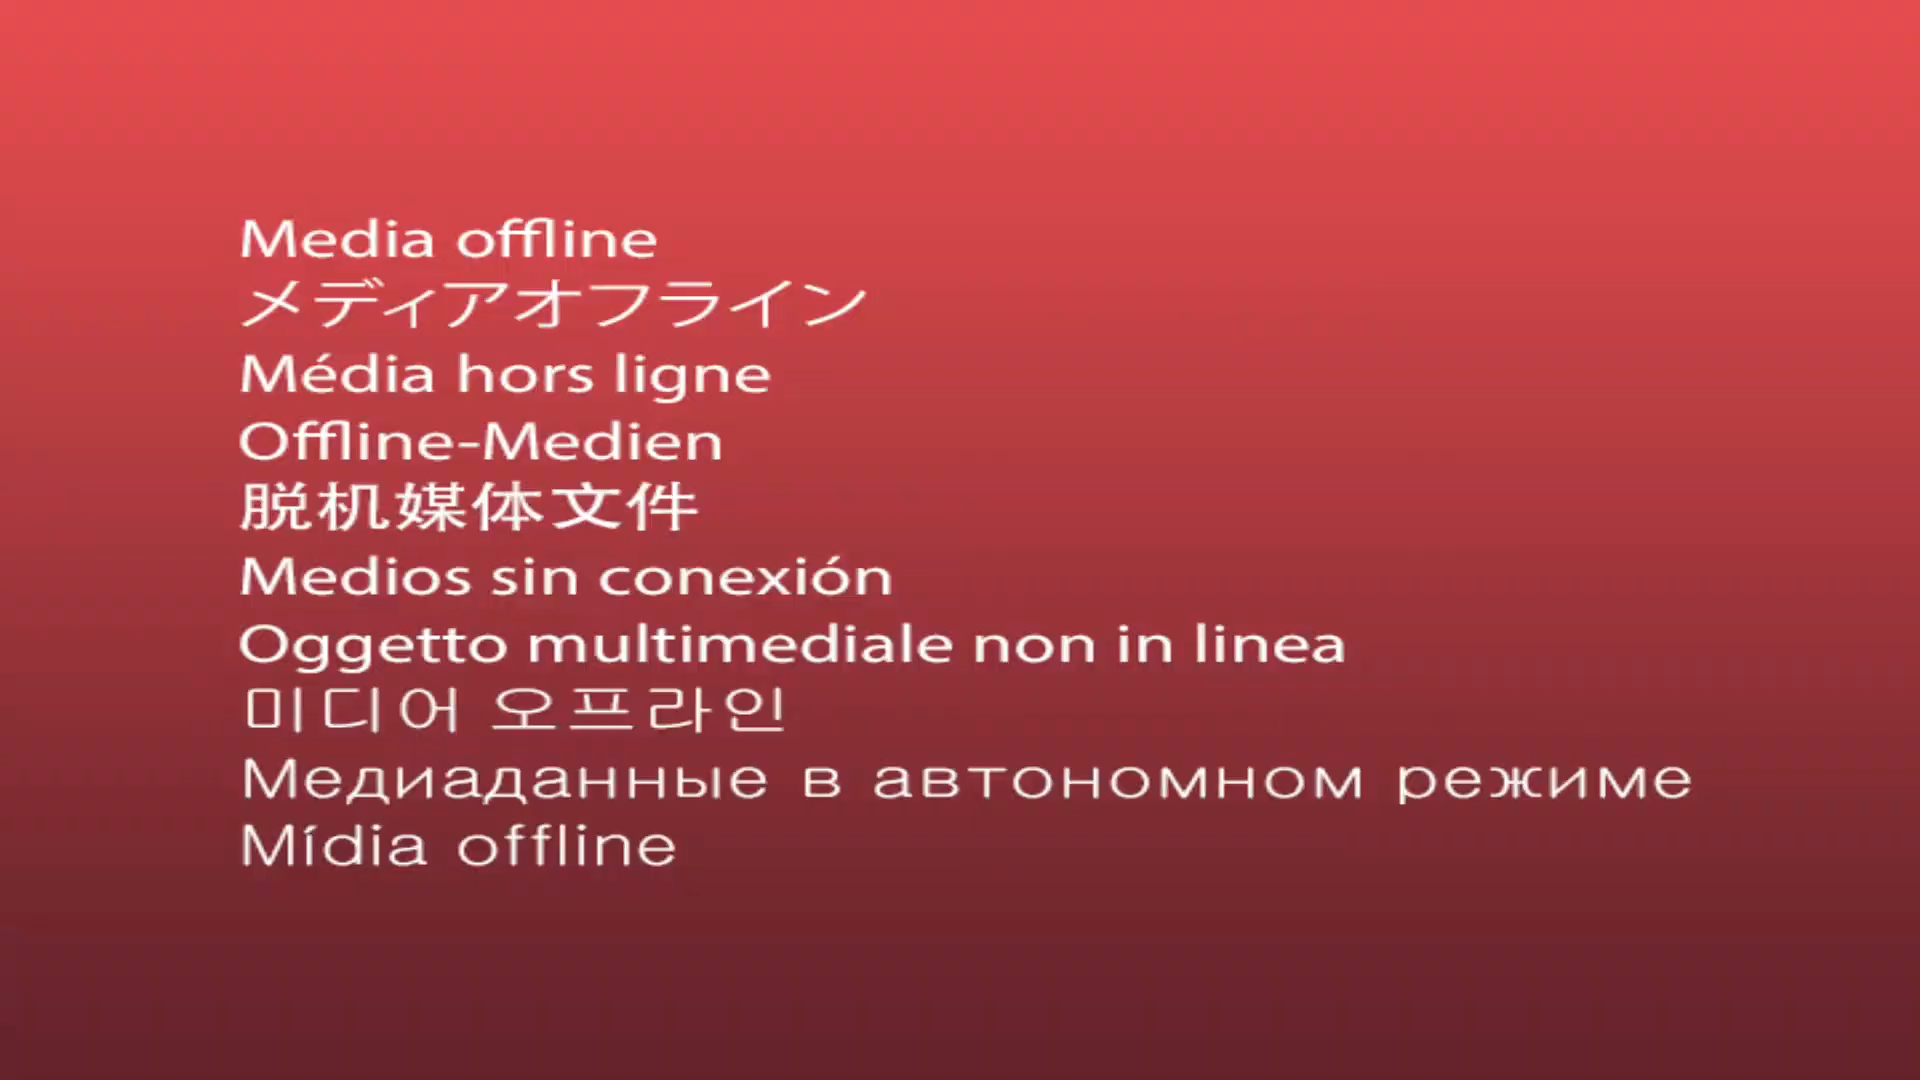 Media offline
メディアオフライン
Média hors ligne
Offline-Medien
脱机媒体文件
Medios sin conexión
Oggetto multimediale non in linea
미디어 오프라인
Медиаданные в автономном режиме
Mídia offline